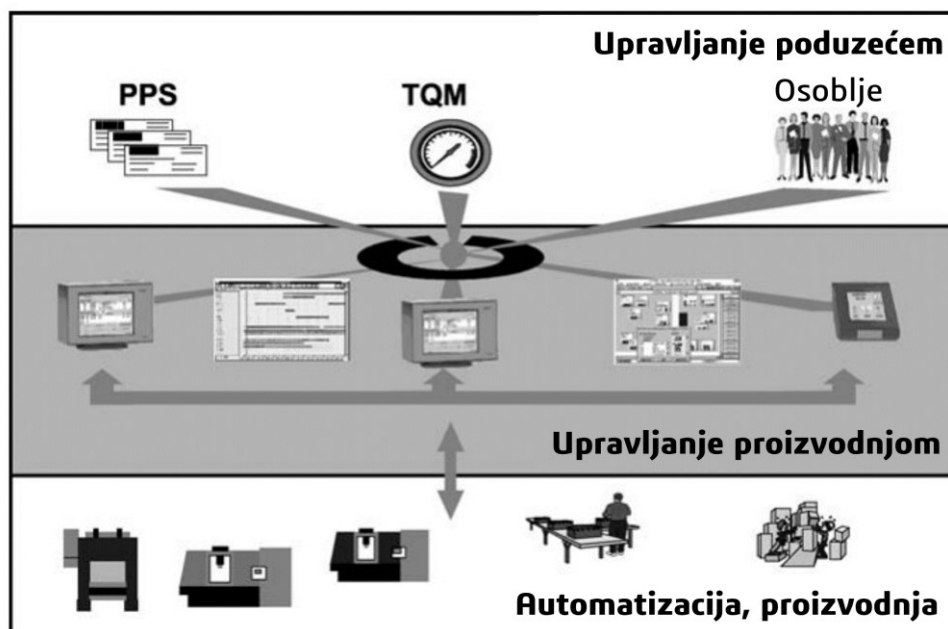 Upravljanje poduzećem
PPS
TQM
Osoblje
Upravljanje proizvodnjom
Automatizacija, proizvodnja